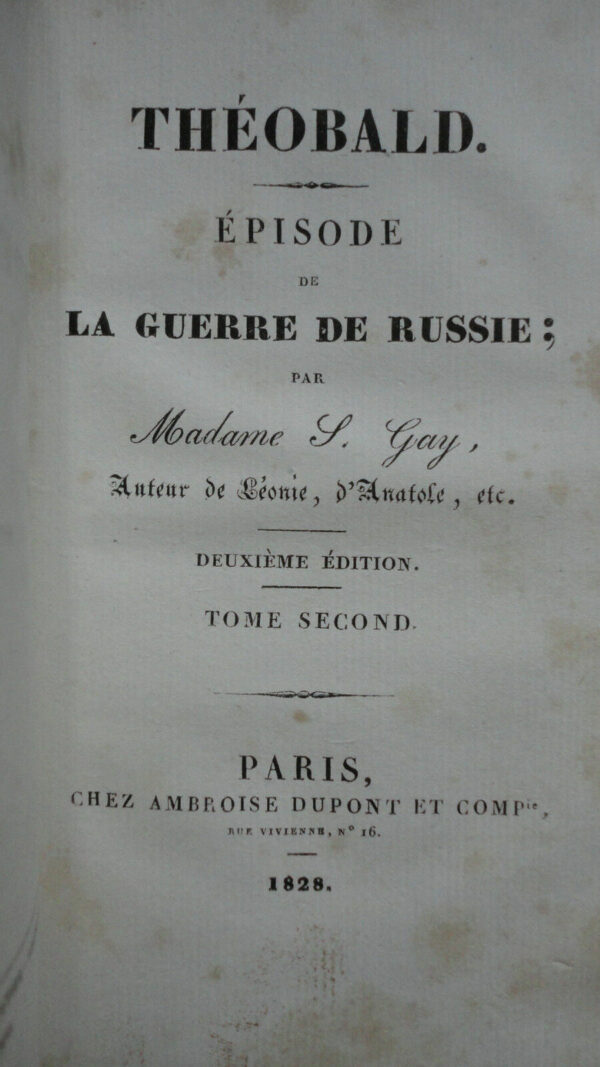 THÉOBALD.
ÉPISODE
DE
LA GUERRE DE RUSSIE;
PAR
Madame S. Gay,
Auteur de Léonie, d'Anatole, etc.
DEUXIÈME ÉDITION.
TOME SECOND.
PARIS,
CHEZ AMBROISE DUPONT ET COMPie,
RUE VIVIENNE, N° 16.
1828.